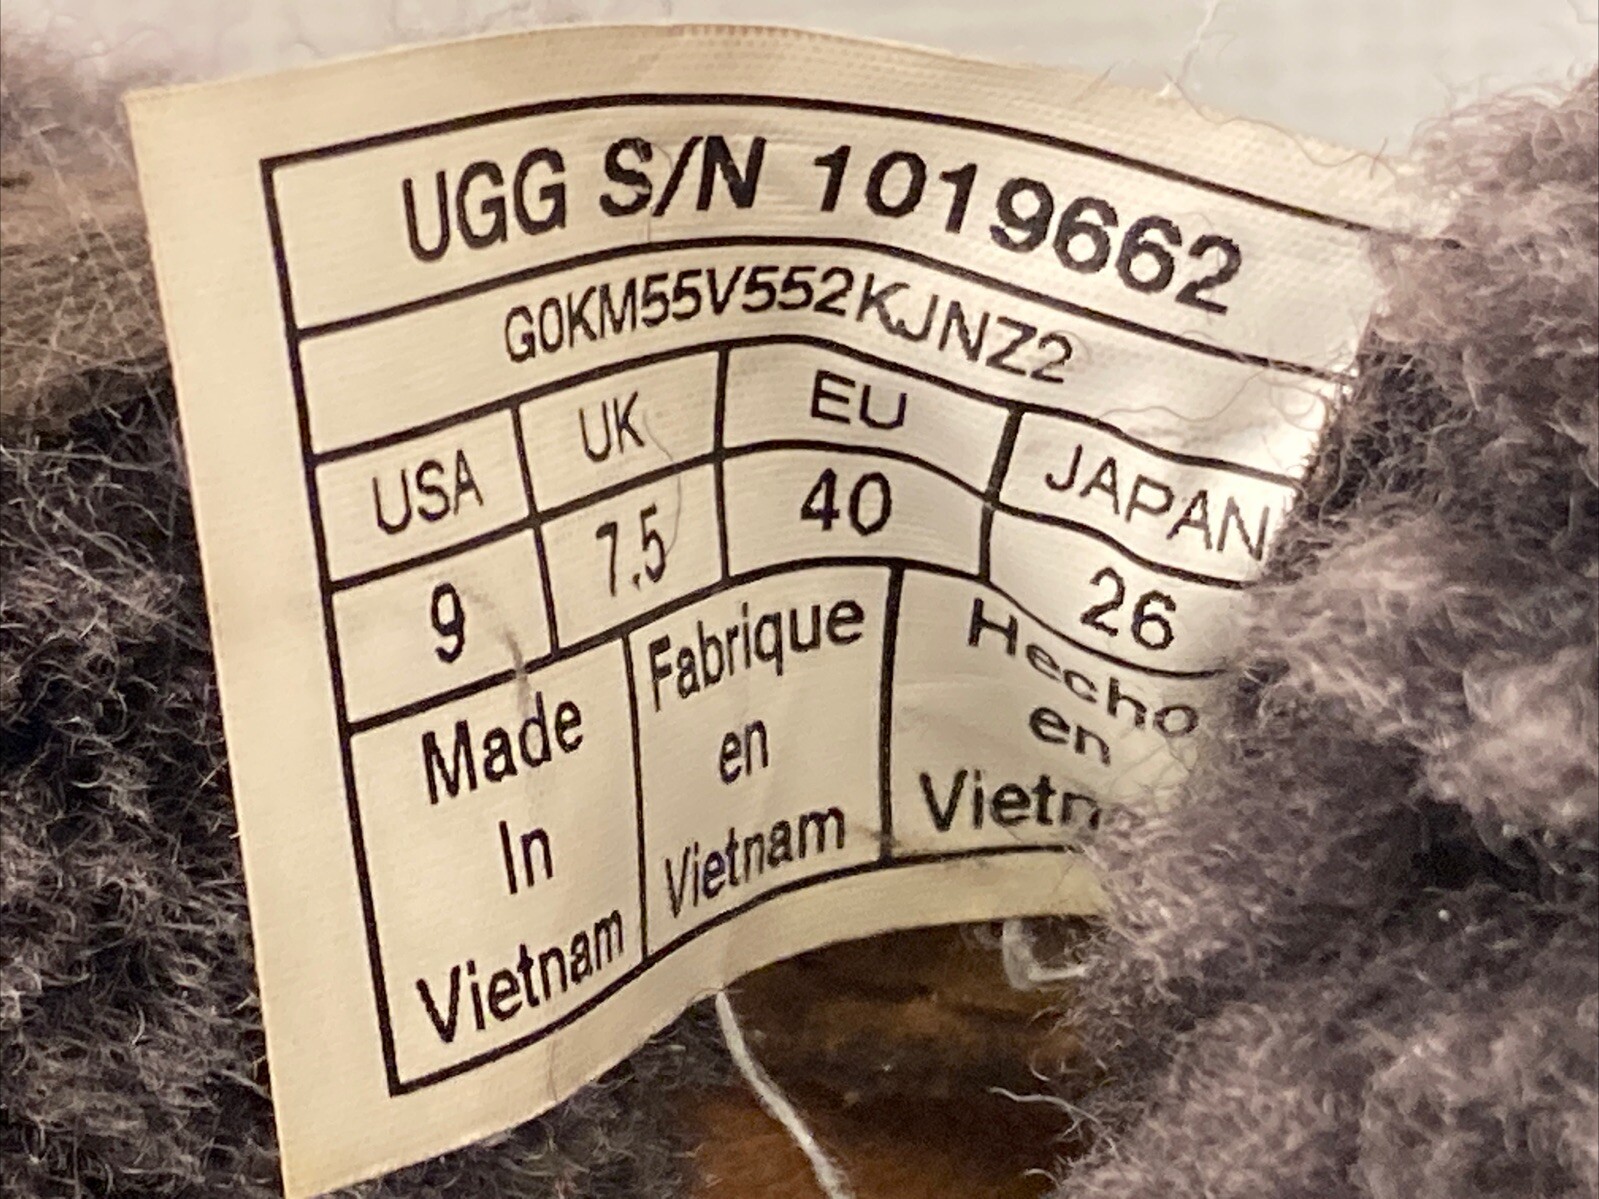 UGG S/N 1019662
G0KM55V552KJNZ2
USA UK EU JAPAN
9 7.5 40 26
Made
In
Vietnam
Fabrique
en
Vietnam
Hecho
en
Vietn